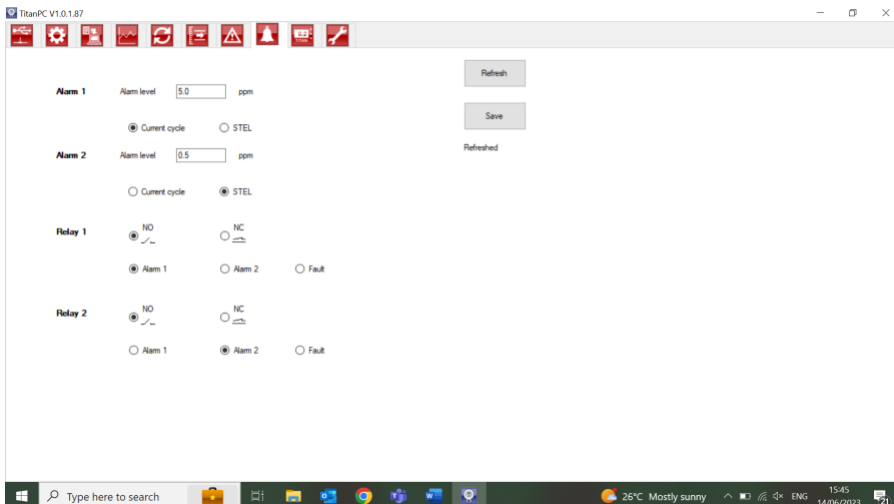 TitanPC V1.0.1.87
TITAN
Refresh
Alarm 1 Alarm level 5.0 ppm
Save
Current cycle STEL
Refreshed
Alarm 2 Alarm level 0.5 ppm
Current cycle STEL
Relay 1 NO NC
Alarm 1 Alarm 2 Fault
Relay 2 NO NC
Alarm 1 Alarm 2 Fault
Type here to search 26°C Mostly sunny ENG 15:45
14/06/2023 21